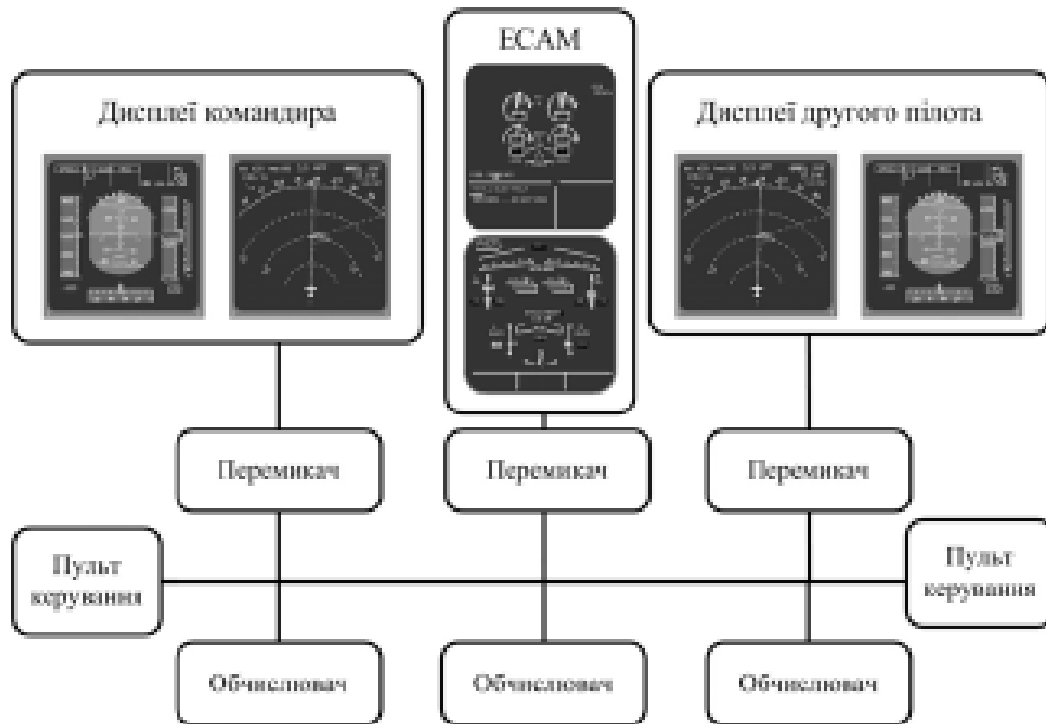 ECAM
Дисплеї командира
Дисплеї другого пілота
Перемикач
Перемикач
Перемикач
Пульт
керування
Пульт
керування
Обчислювач
Обчислювач
Обчислювач